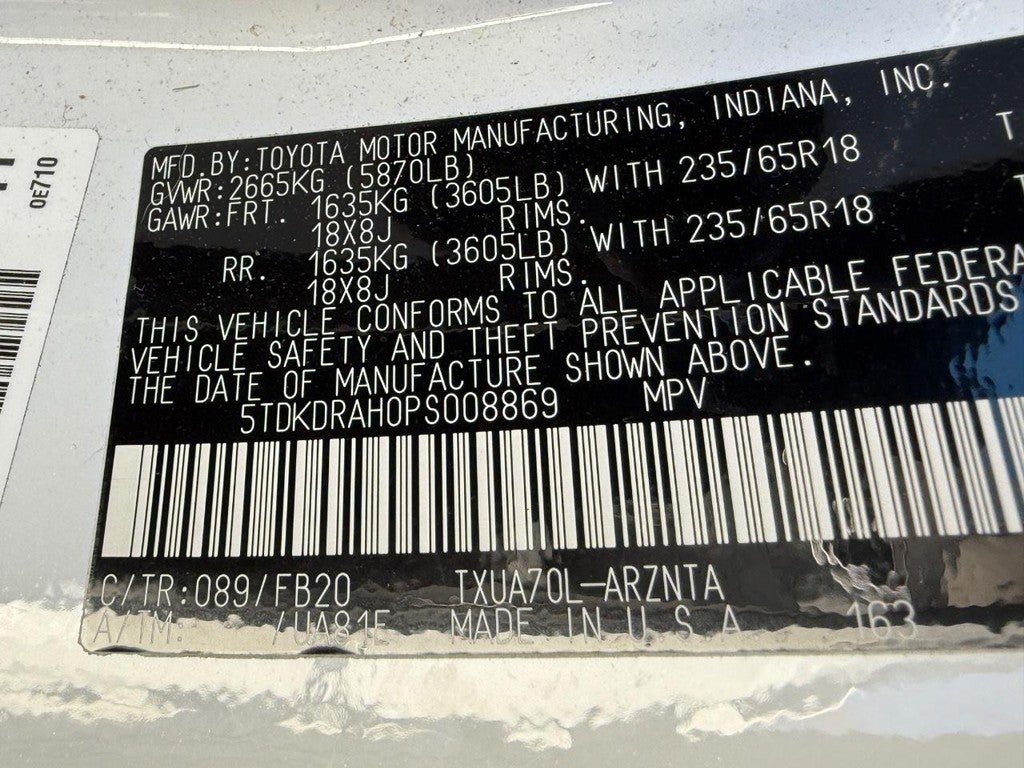 0E710
MFD.BY:TOYOTA MOTOR MANUFACTURING, INDIANA, INC.
GVWR:2665KG (5870LB)
GAWR:FRT. 1635KG (3605LB) WITH 235/65R18 T
18X8J RIMS.
RR. 1635KG (3605LB) WITH 235/65R18 T
18X8J RIMS.
THIS VEHICLE CONFORMS TO ALL APPLICABLE FEDERA
VEHICLE SAFETY AND THEFT PREVENTION STANDARDS
THE DATE OF MANUFACTURE SHOWN ABOVE.
5TDKDRAH0PS008869 MPV
C/TR:089/FB20 TXUA70L-ARZNTA
A/TM: /UA81E MADE IN U.S.A 163